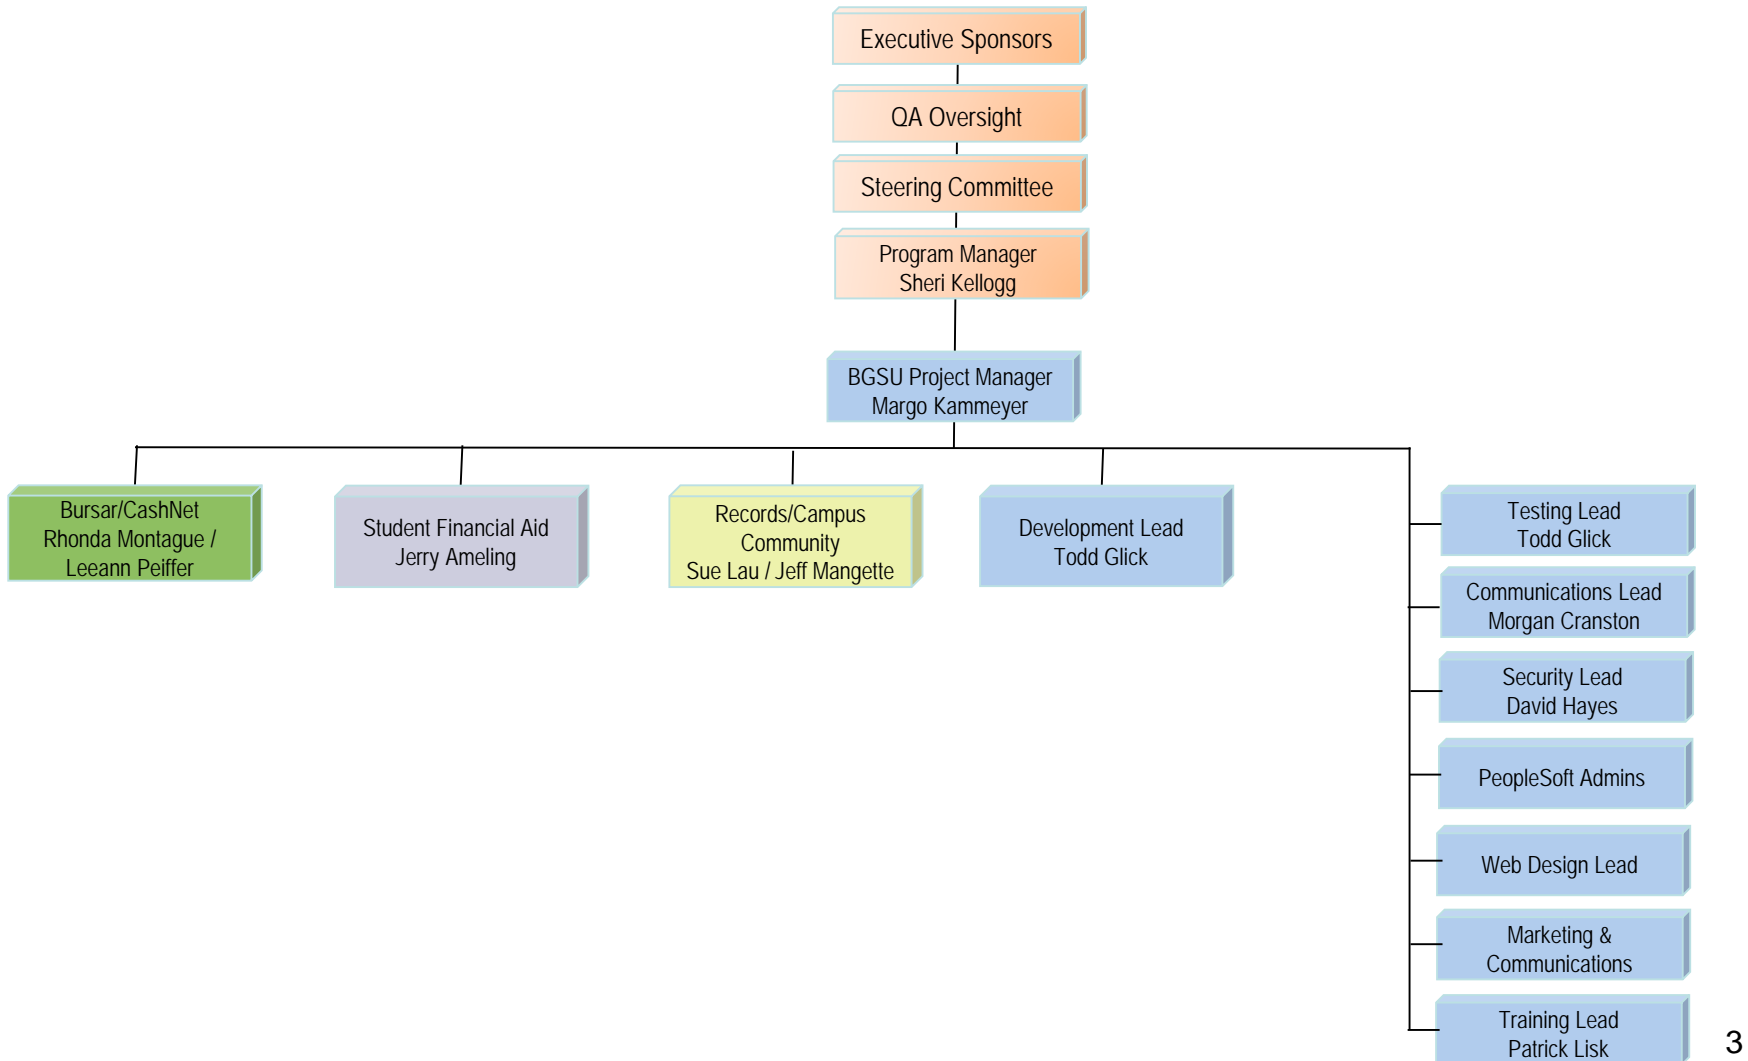 Executive Sponsors
QA Oversight
Steering Committee
Program Manager
Sheri Kellogg
BGSU Project Manager
Margo Kammeyer
Bursar/CashNet
Rhonda Montague /
Leeann Peiffer
Student Financial Aid
Jerry Ameling
Records/Campus
Community
Sue Lau / Jeff Mangette
Development Lead
Todd Glick
Testing Lead
Todd Glick
Communications Lead
Morgan Cranston
Security Lead
David Hayes
PeopleSoft Admins
Web Design Lead
Marketing &
Communications
Training Lead
Patrick Lisk
3